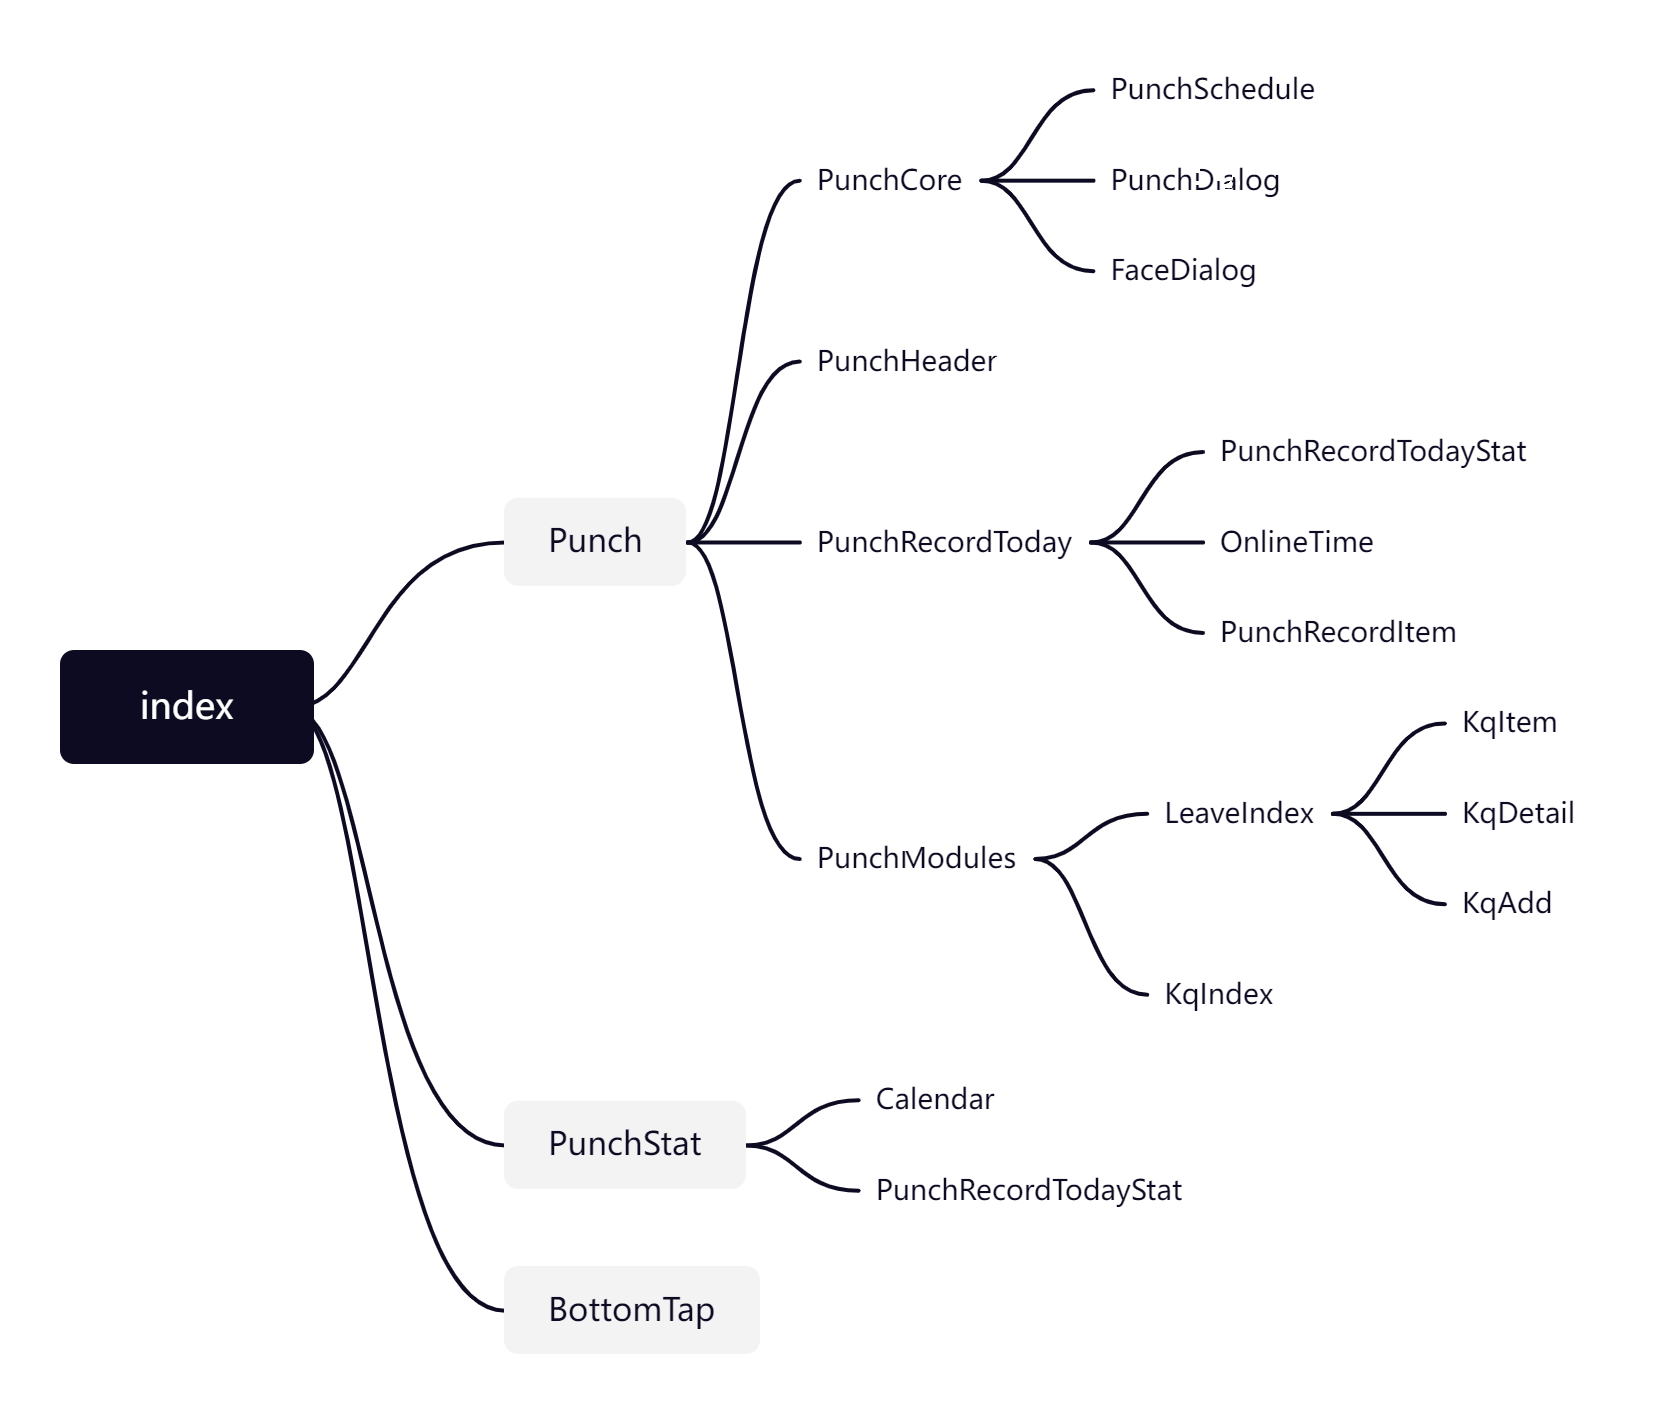 index
Punch
PunchCore
PunchSchedule
PunchDialog
FaceDialog
PunchHeader
PunchRecordToday
PunchRecordTodayStat
OnlineTime
PunchRecordItem
PunchModules
LeaveIndex
KqItem
KqDetail
KqAdd
KqIndex
PunchStat
Calendar
PunchRecordTodayStat
BottomTap